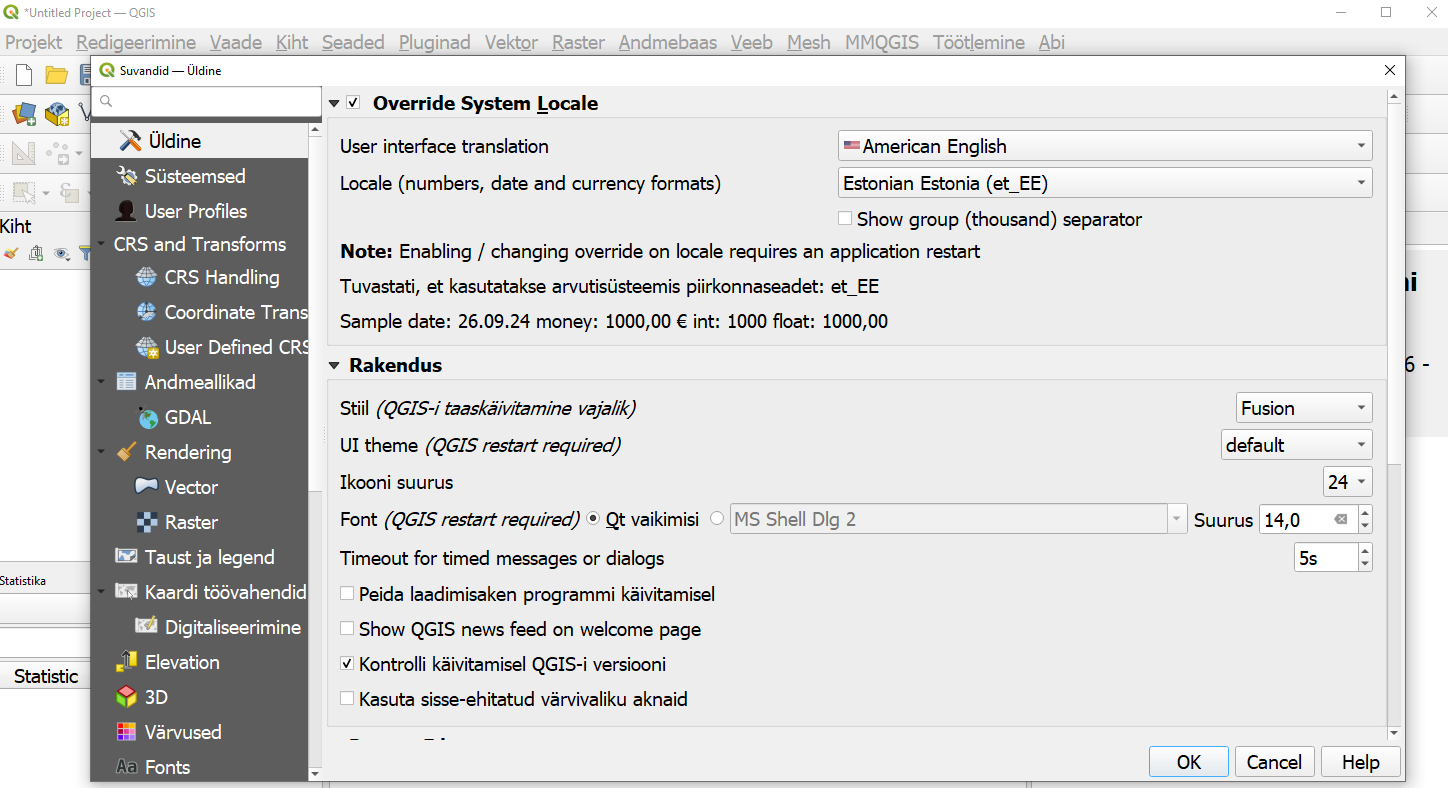 *Untitled Project — QGIS
Projekt Redigeerimine Vaade Kiht Seaded Pluginad Vektor Raster Andmebaas Veeb Mesh MMQGIS Töötlemine Abi
Suvandid — Üldine
Üldine
Süsteemsed
User Profiles
CRS and Transforms
CRS Handling
Coordinate Trans
User Defined CRS
Andmeallikad
GDAL
Rendering
Vector
Raster
Taust ja legend
Kaardi töövahendid
Digitaliseerimine
Elevation
3D
Värvused
Fonts
Override System Locale
User interface translation American English
Locale (numbers, date and currency formats) Estonian Estonia (et_EE)
Show group (thousand) separator
Note: Enabling / changing override on locale requires an application restart
Tuvastati, et kasutatakse arvutisüsteemis piirkonnaseadet: et_EE
Sample date: 26.09.24 money: 1000,00 € int: 1000 float: 1000,00
Rakendus
Stiil (QGIS-i taaskäivitamine vajalik) Fusion
UI theme (QGIS restart required) default
Ikooni suurus 24
Font (QGIS restart required) Qt vaikimisi MS Shell Dlg 2 Suurus 14,0
Timeout for timed messages or dialogs 5s
Peida laadimisaken programmi käivitamisel
Show QGIS news feed on welcome page
Kontrolli käivitamisel QGIS-i versiooni
Kasuta sisse-ehitatud värvivaliku aknaid
OK Cancel Help
Kiht
Statistika
Statistic
6 -